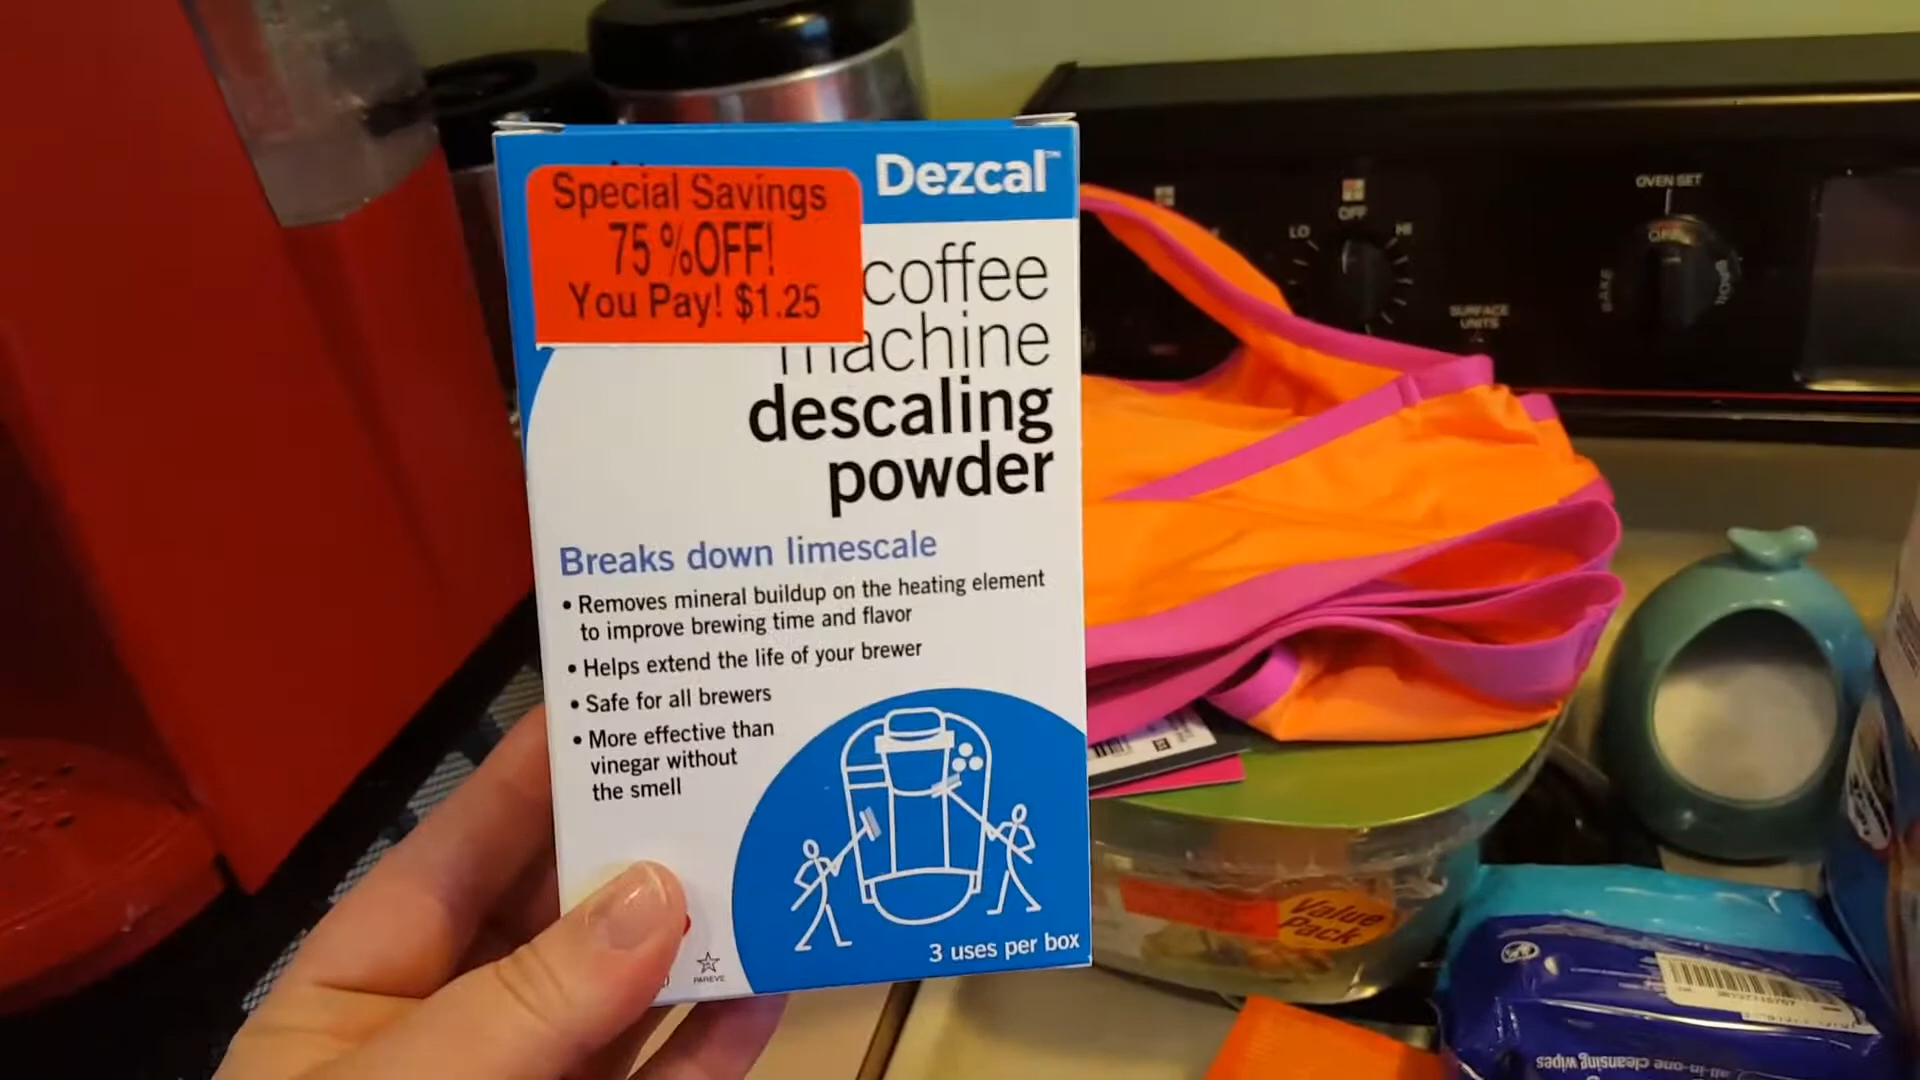 Dezcal™
Special Savings
75%OFF!
You Pay! $1.25
coffee
machine
descaling
powder
Breaks down limescale
• Removes mineral buildup on the heating element
to improve brewing time and flavor
• Helps extend the life of your brewer
• Safe for all brewers
• More effective than
vinegar without
the smell
3 uses per box
PAREVE
OVEN SET
OFF
LO
HI
OFF
BAKE
BROIL
SURFACE
UNITS
Value
Pack
all-in-one cleansing wipes